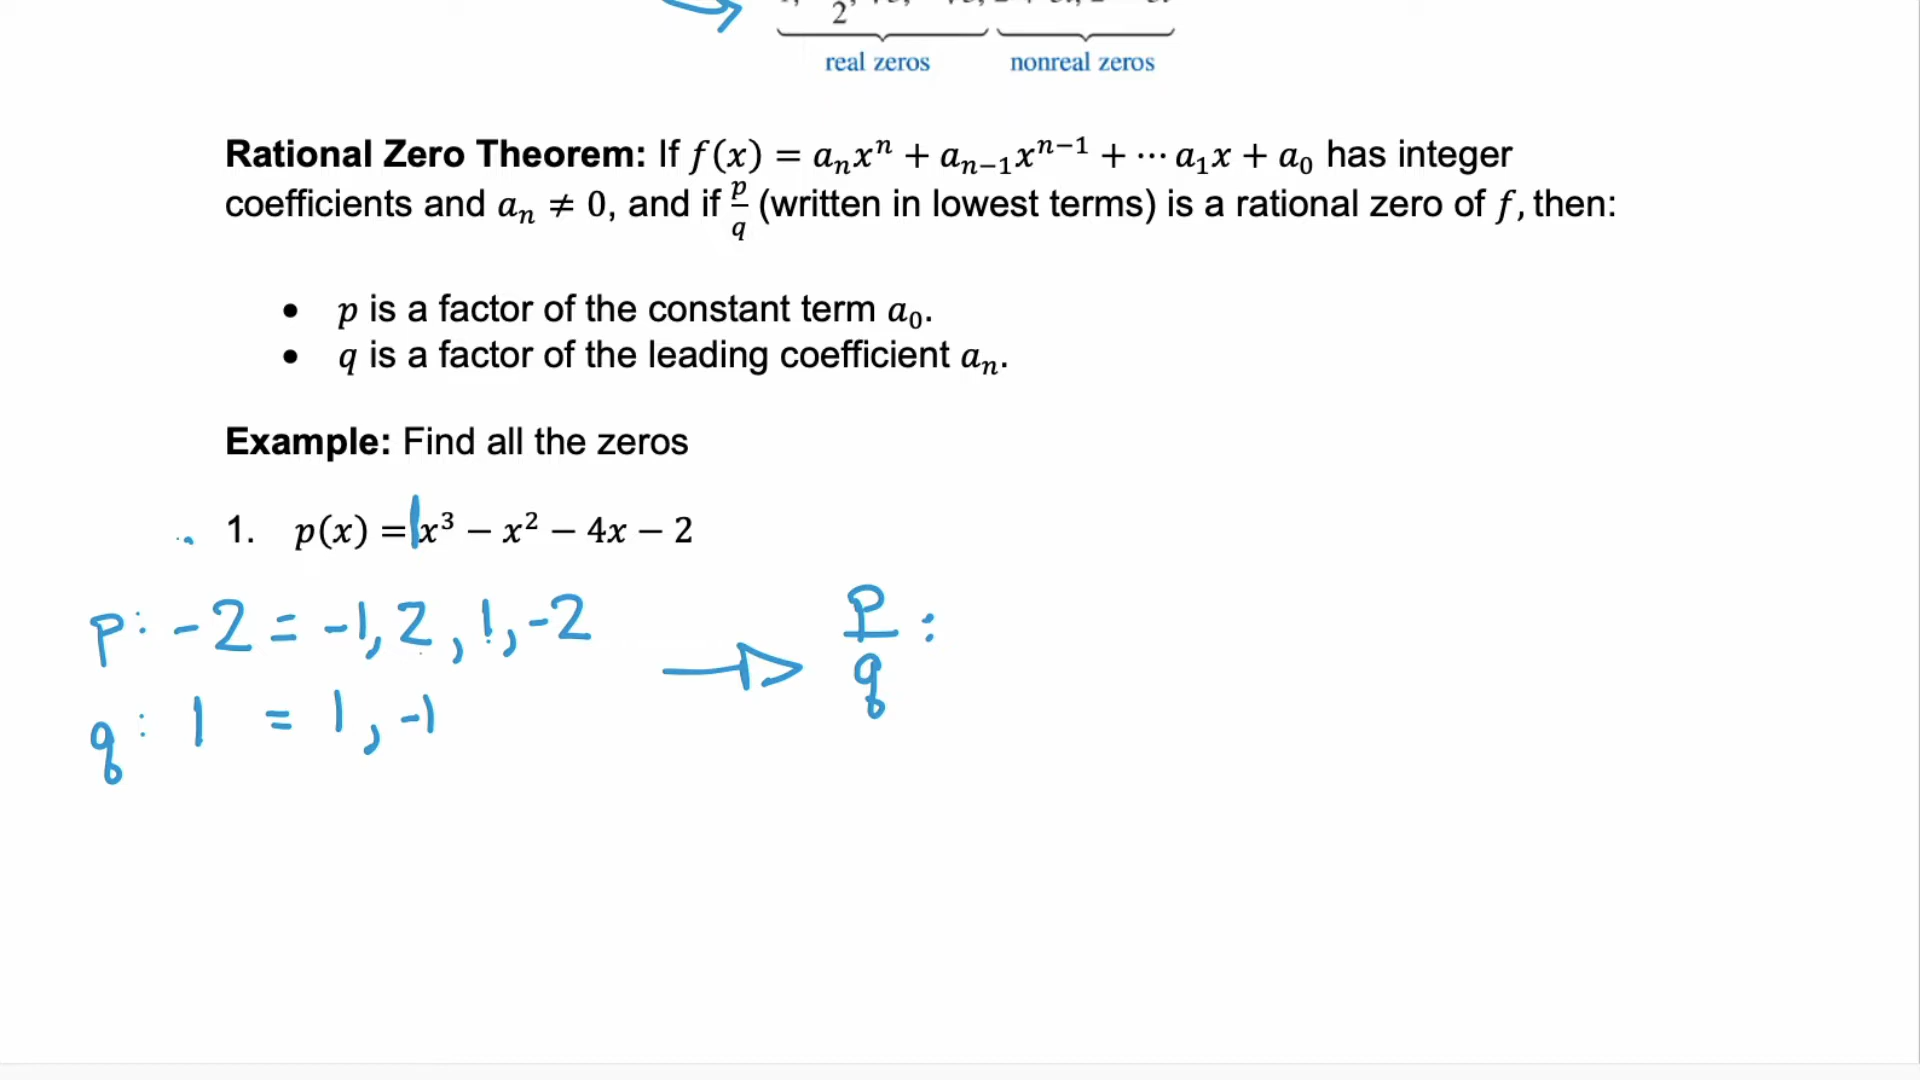 2
real zeros nonreal zeros
Rational Zero Theorem: If f(x) = aₙxⁿ + aₙ₋₁xⁿ⁻¹ + ⋯ a₁x + a₀ has integer
coefficients and aₙ ≠ 0, and if p/q (written in lowest terms) is a rational zero of f, then:
• p is a factor of the constant term a₀.
• q is a factor of the leading coefficient aₙ.
Example: Find all the zeros
1. p(x) = 1x³ − x² − 4x − 2
p: -2 = -1, 2, 1, -2 → p/q :
q: 1 = 1, -1